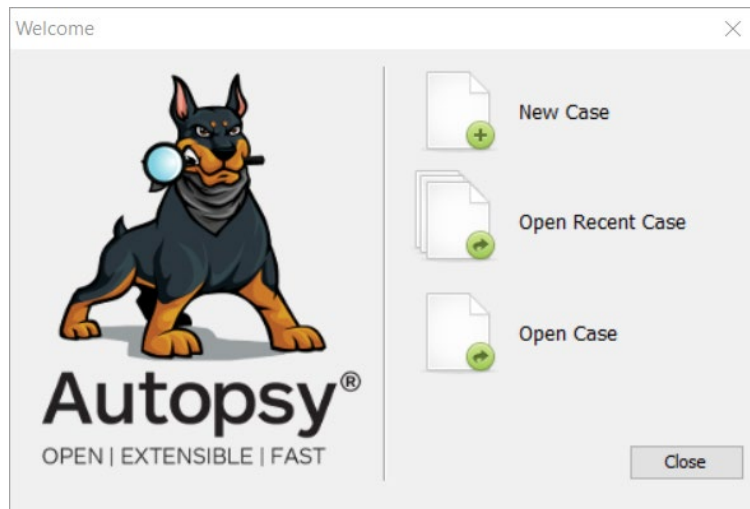 Welcome
New Case
Open Recent Case
Open Case
Autopsy®
OPEN | EXTENSIBLE | FAST
Close